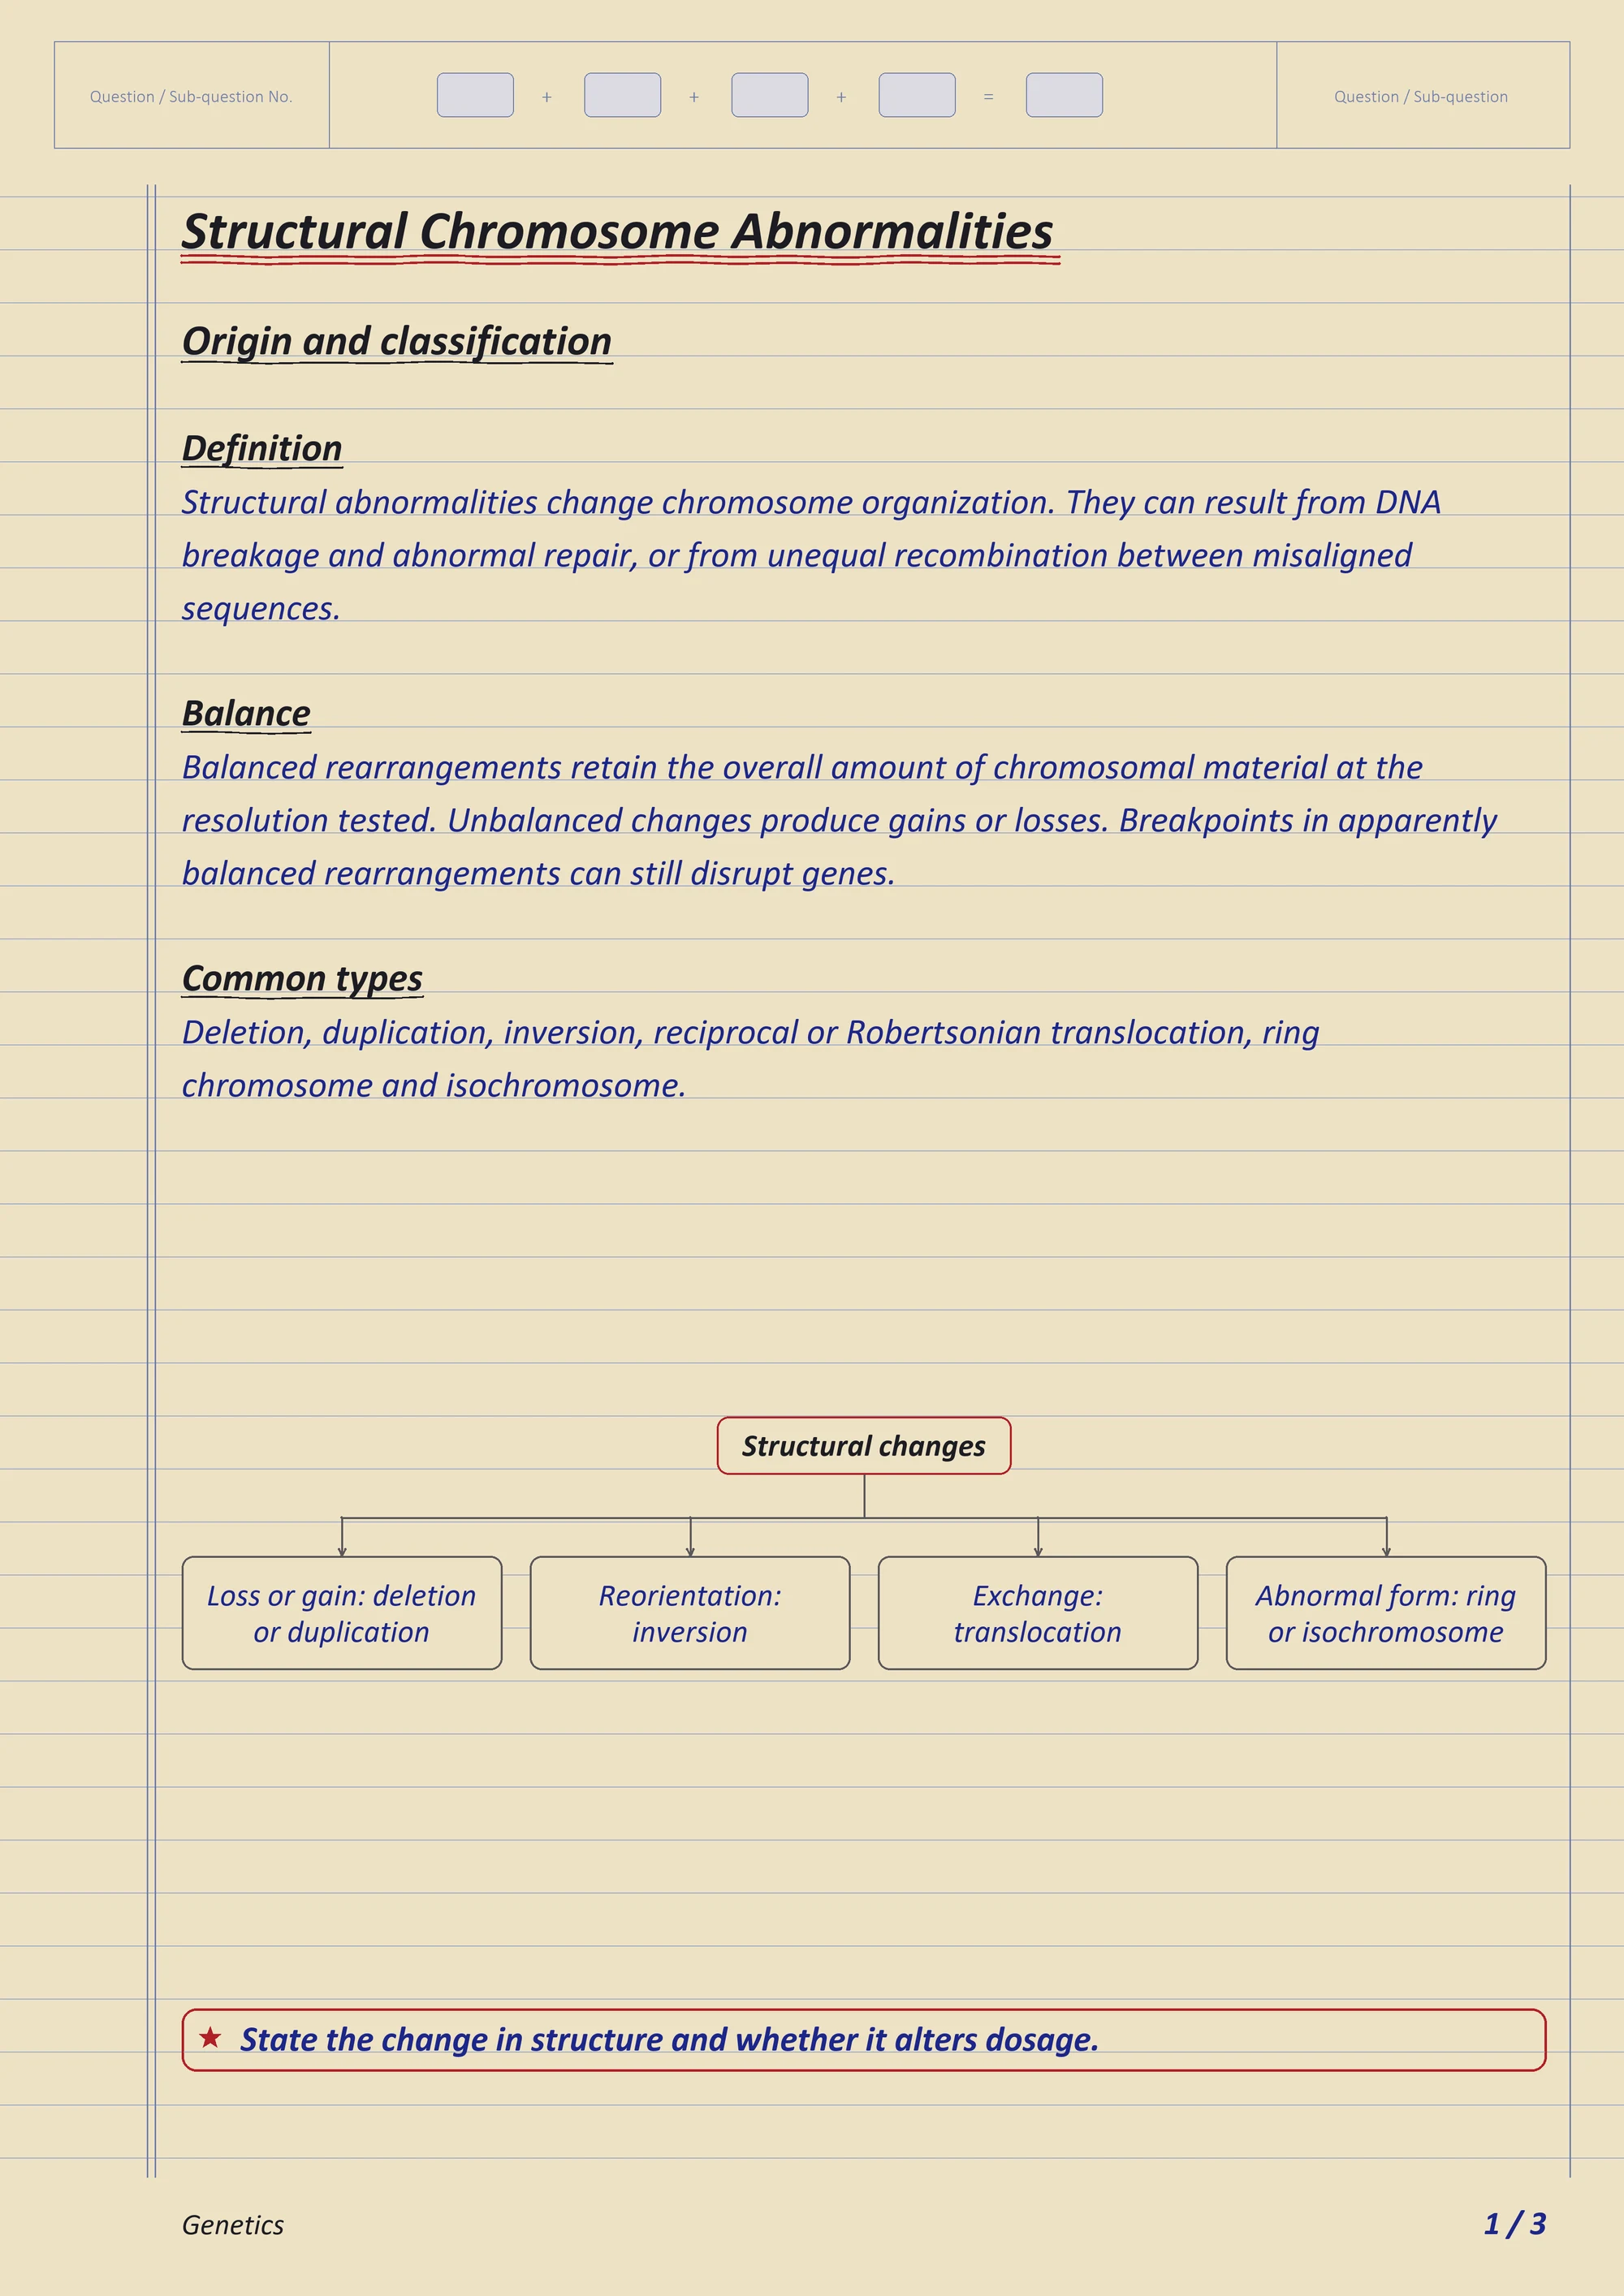 Question / Sub-question No.
+ + + =
Question / Sub-question
Structural Chromosome Abnormalities
Origin and classification
Definition
Structural abnormalities change chromosome organization. They can result from DNA
breakage and abnormal repair, or from unequal recombination between misaligned
sequences.
Balance
Balanced rearrangements retain the overall amount of chromosomal material at the
resolution tested. Unbalanced changes produce gains or losses. Breakpoints in apparently
balanced rearrangements can still disrupt genes.
Common types
Deletion, duplication, inversion, reciprocal or Robertsonian translocation, ring
chromosome and isochromosome.
Structural changes
Loss or gain: deletion
or duplication
Reorientation:
inversion
Exchange:
translocation
Abnormal form: ring
or isochromosome
★ State the change in structure and whether it alters dosage.
Genetics
1 / 3